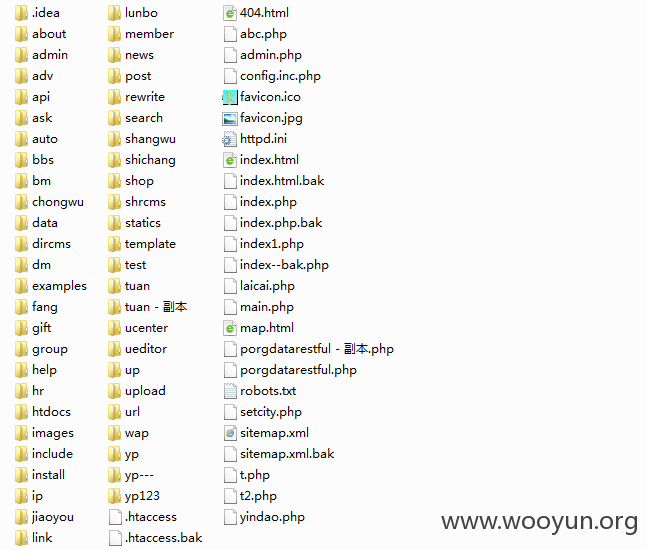 .idea
about
admin
adv
api
ask
auto
bbs
bm
chongwu
data
dircms
dm
examples
fang
gift
group
help
hr
htdocs
images
include
install
ip
jiaoyou
link
lunbo
member
news
post
rewrite
search
shangwu
shichang
shop
shrcms
statics
template
test
tuan
tuan - 副本
ucenter
ueditor
up
upload
url
wap
yp
yp---
yp123
.htaccess
.htaccess.bak
404.html
abc.php
admin.php
config.inc.php
favicon.ico
favicon.jpg
httpd.ini
index.html
index.html.bak
index.php
index.php.bak
index1.php
index--bak.php
laicai.php
main.php
map.html
porgdatarestful - 副本.php
porgdatarestful.php
robots.txt
setcity.php
sitemap.xml
sitemap.xml.bak
t.php
t2.php
yindao.php
www.wooyun.org